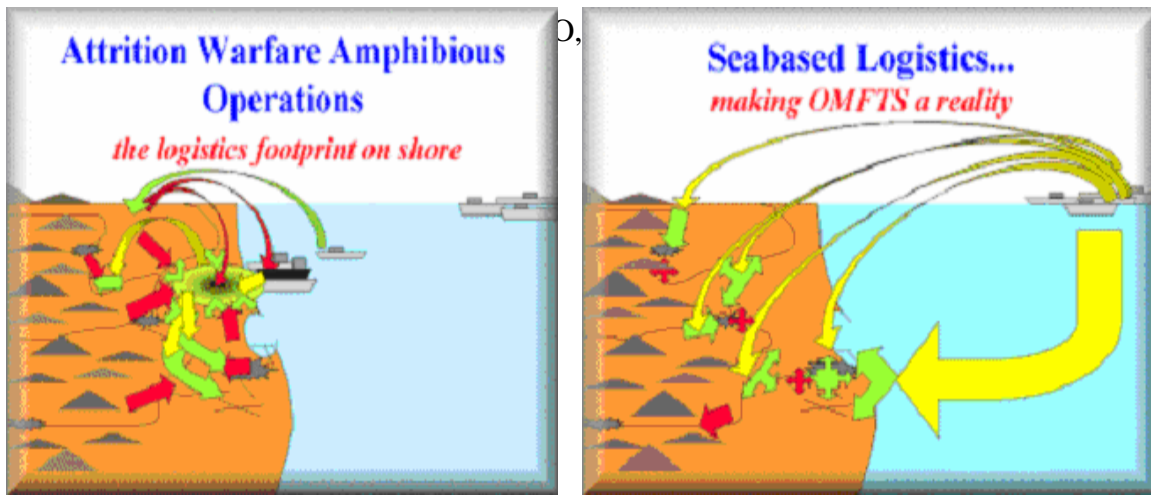 Attrition Warfare Amphibious
Operations
the logistics footprint on shore
O,
Seabased Logistics...
making OMFTS a reality